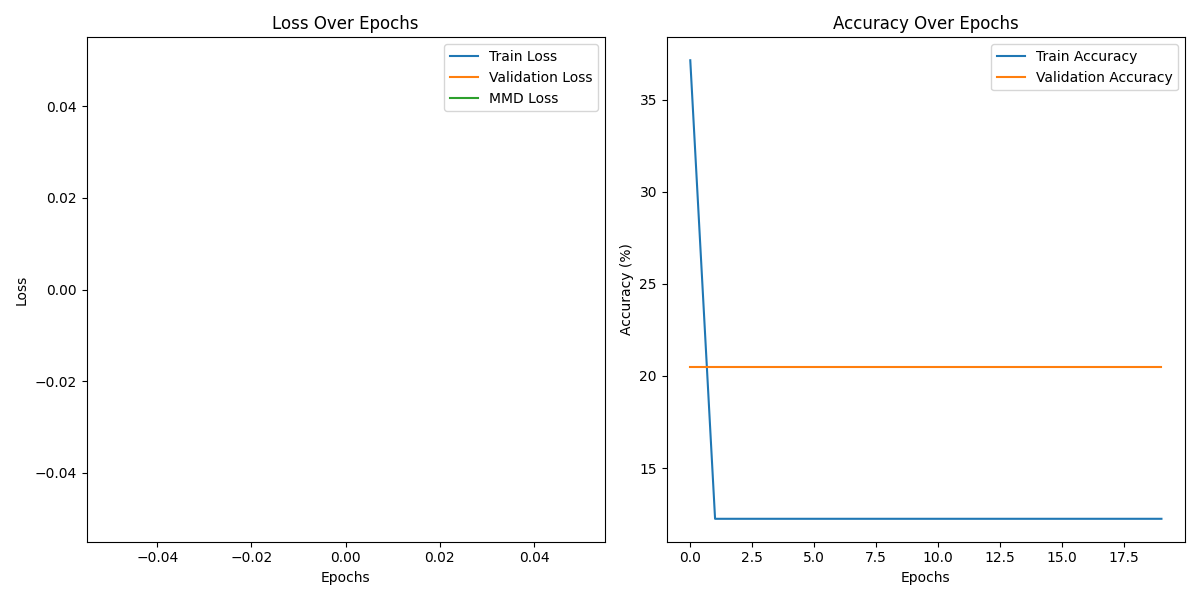 Loss Over Epochs
Train Loss
Validation Loss
MMD Loss
0.04
0.02
0.00
−0.02
−0.04
Loss
−0.04
−0.02
0.00
0.02
0.04
Epochs
Accuracy Over Epochs
Train Accuracy
Validation Accuracy
35
30
25
20
15
Accuracy (%)
0.0
2.5
5.0
7.5
10.0
12.5
15.0
17.5
Epochs